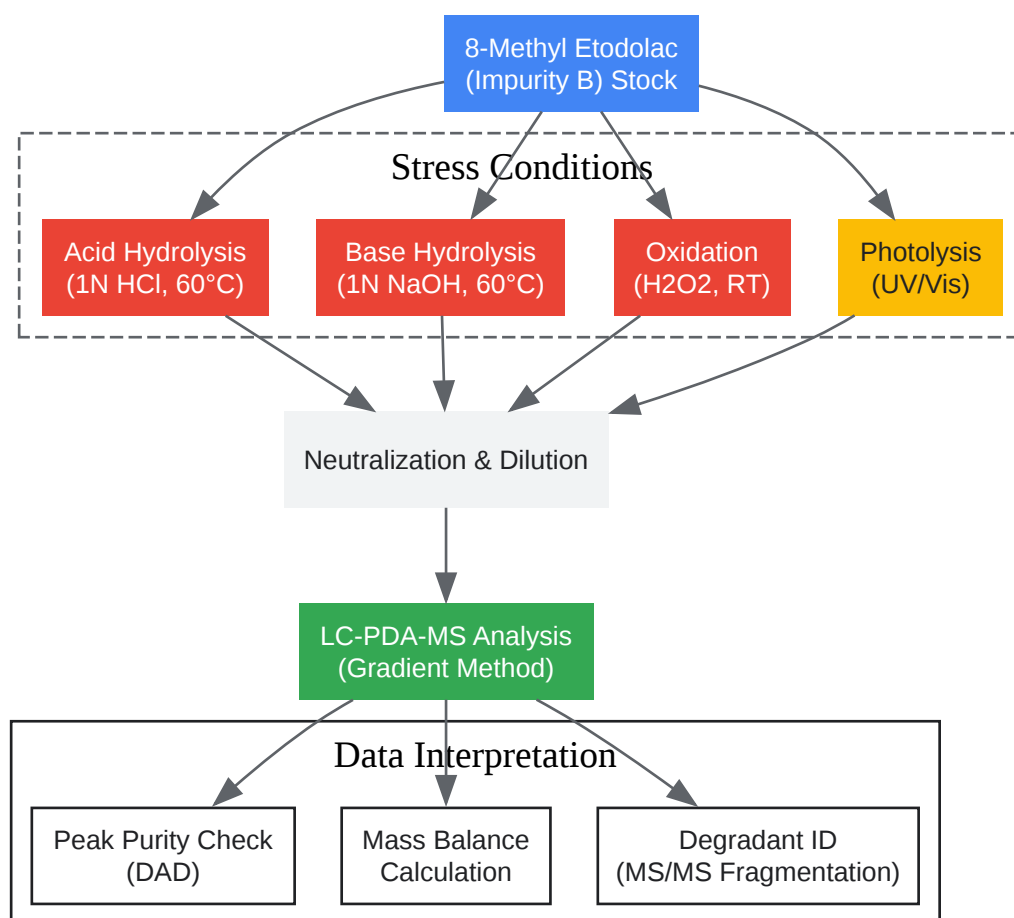 8-Methyl Etodolac
(Impurity B) Stock
Stress Conditions
Acid Hydrolysis
(1N HCl, 60°C)
Base Hydrolysis
(1N NaOH, 60°C)
Oxidation
(H2O2, RT)
Photolysis
(UV/Vis)
Neutralization & Dilution
LC-PDA-MS Analysis
(Gradient Method)
Data Interpretation
Peak Purity Check
(DAD)
Mass Balance
Calculation
Degradant ID
(MS/MS Fragmentation)